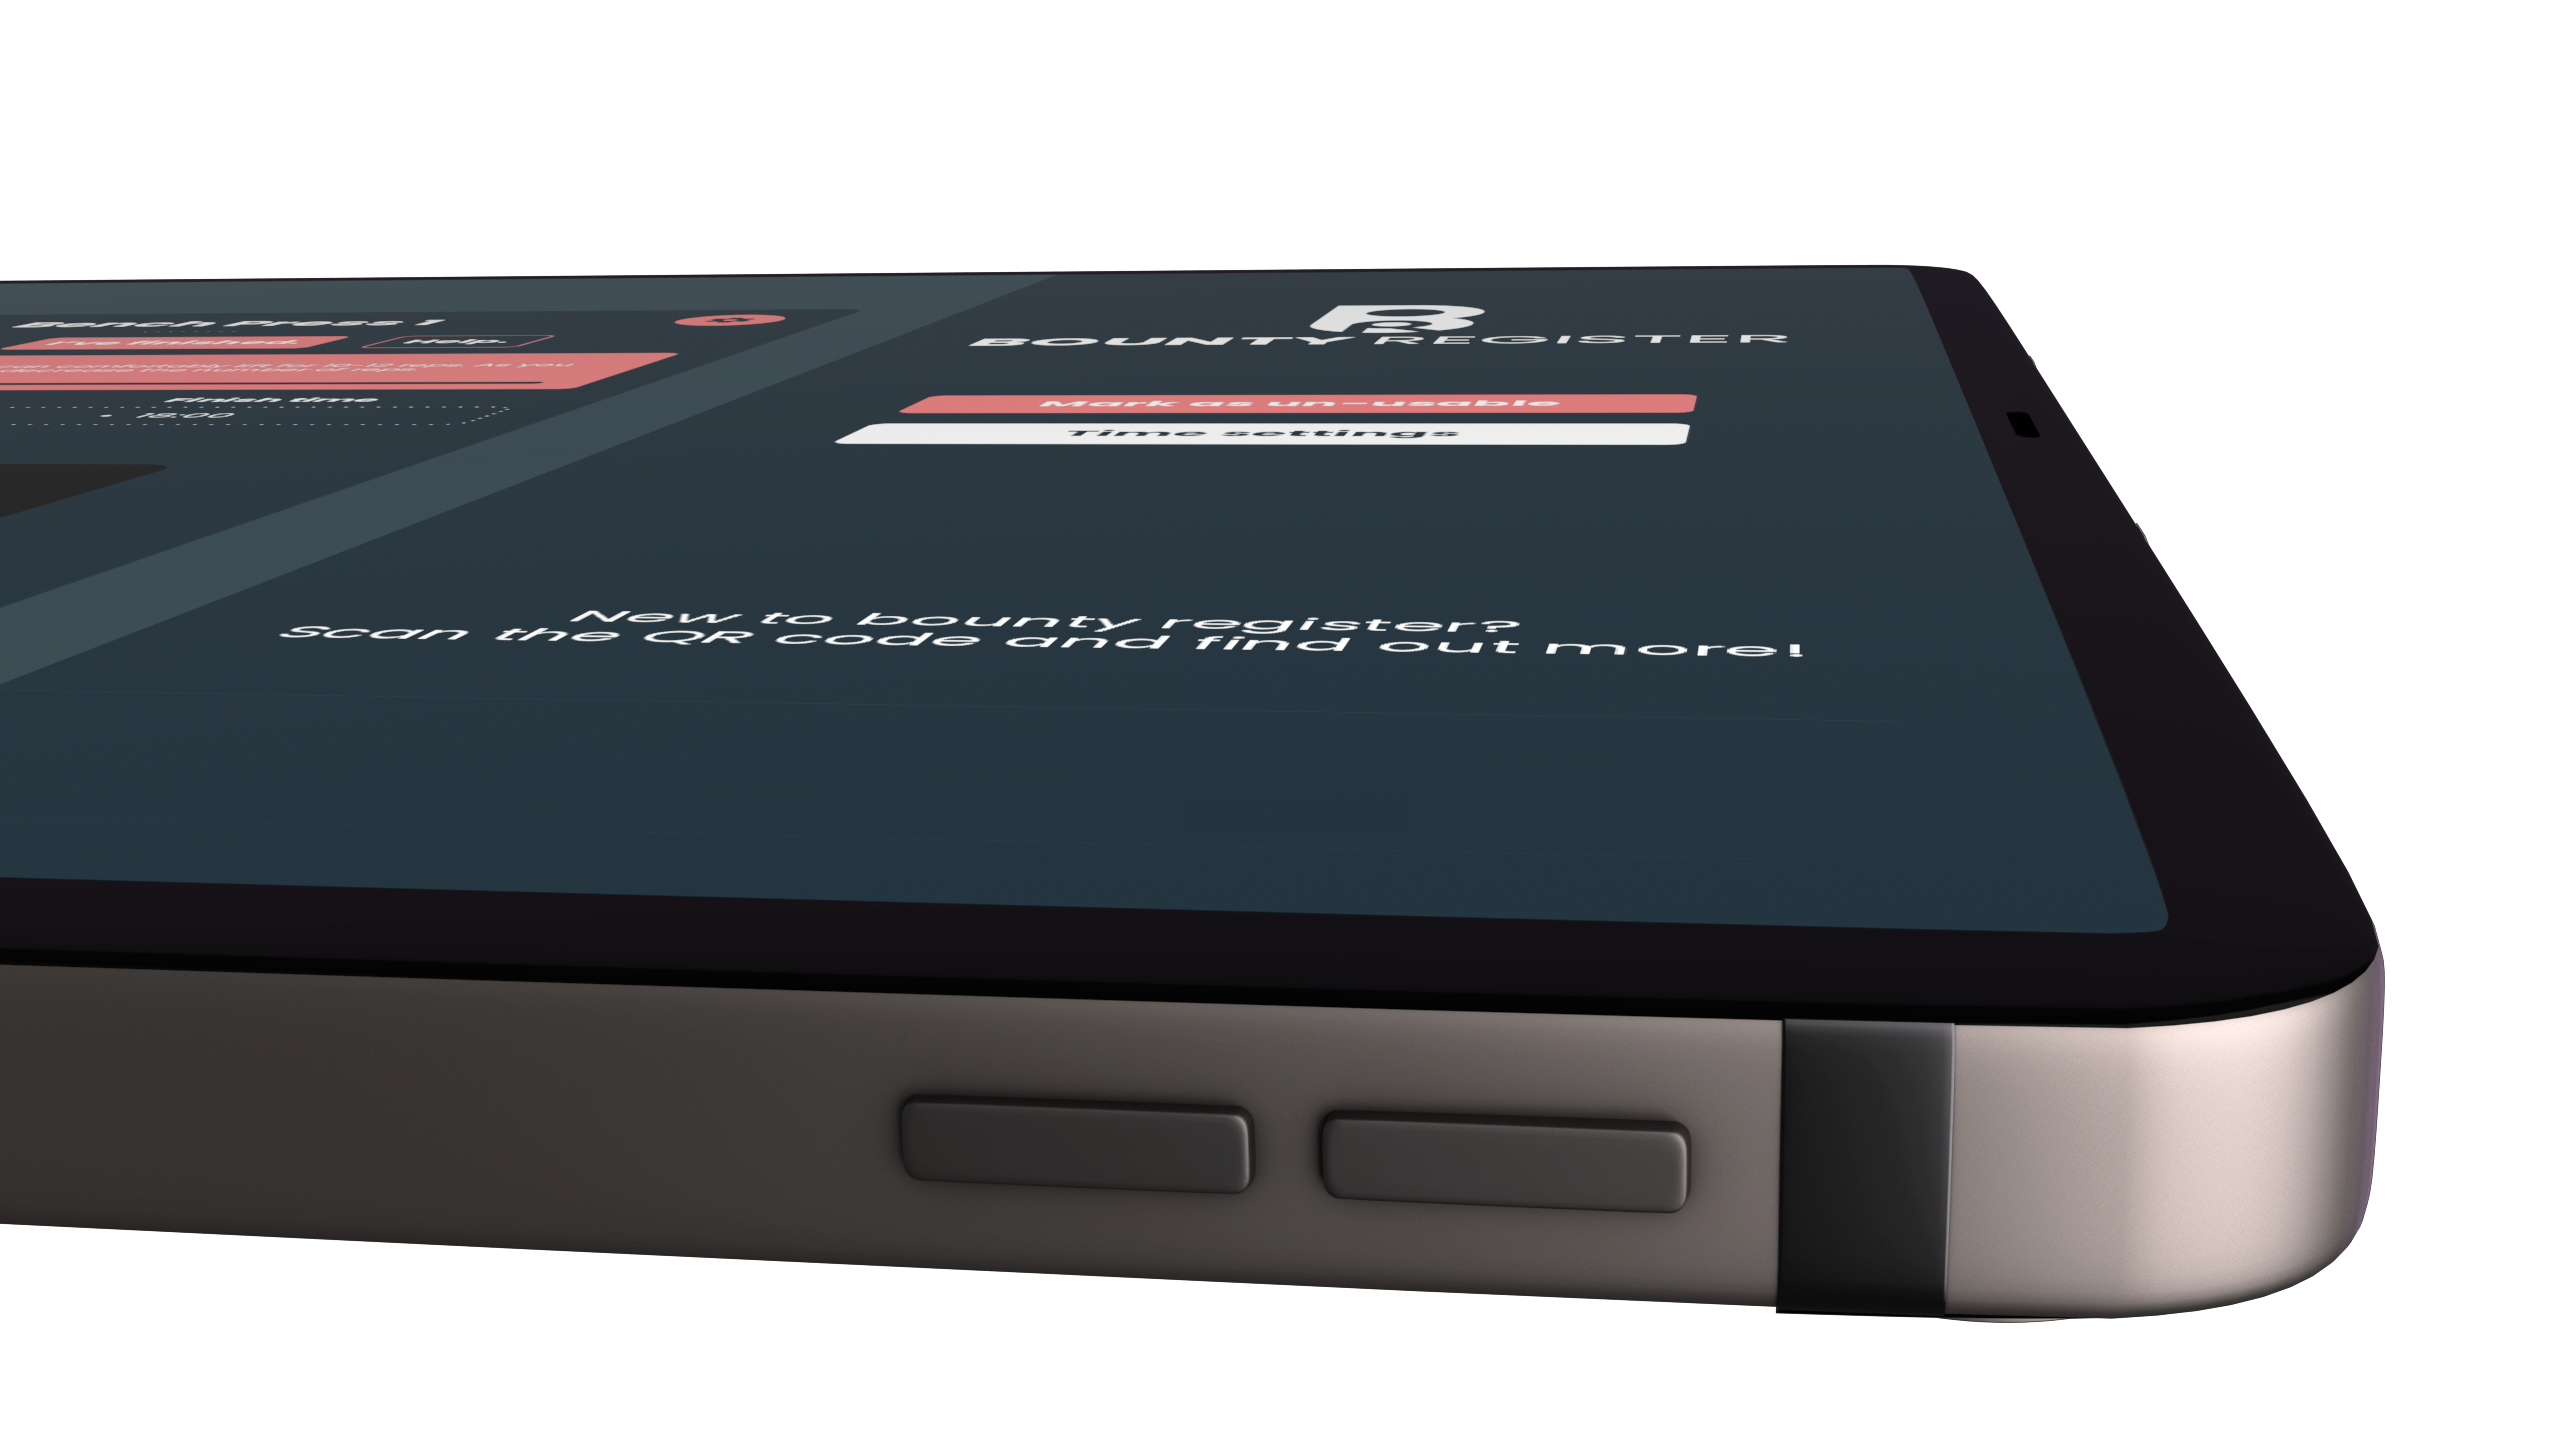 Bench Press 1
I've finished.
Help.
can comfortably lift for 10-12 reps. As you
decrease the number of reps.
Finish time
18:00
BOUNTY REGISTER
Mark as un-usable
Time settings
New to bounty register?
Scan the QR code and find out more!